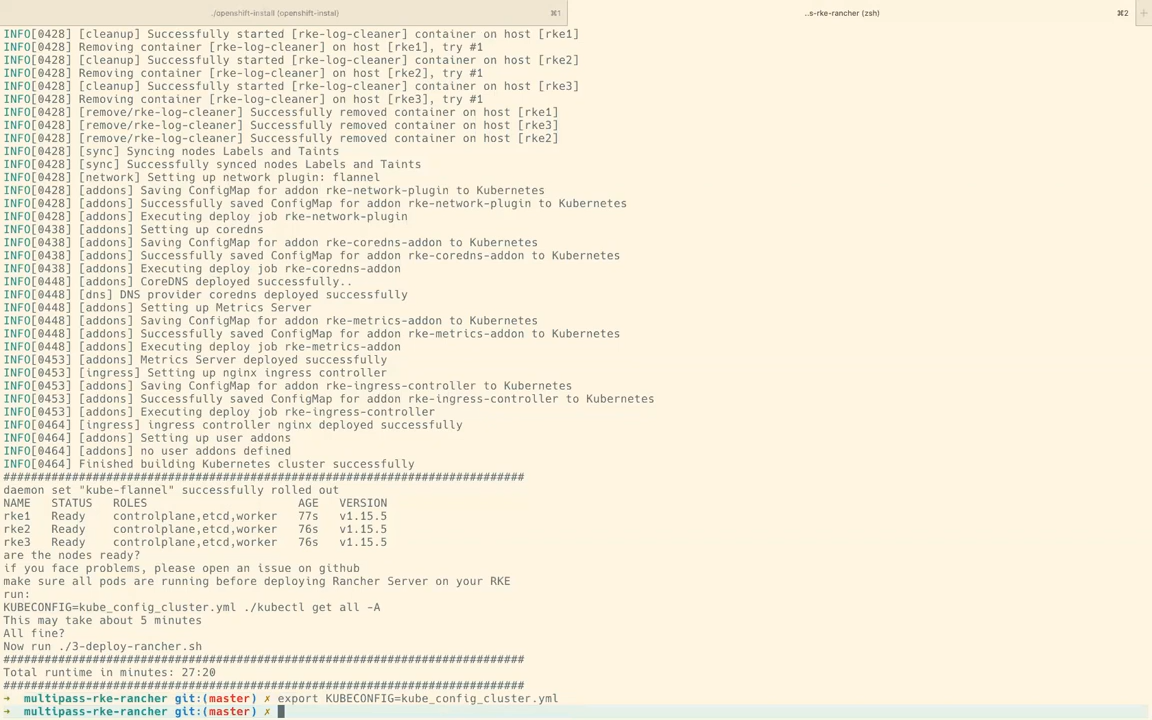 ./openshift-install (openshift-instal) ⌘1 ..s-rke-rancher (zsh) ⌘2 +
INFO[0428] [cleanup] Successfully started [rke-log-cleaner] container on host [rke1]
INFO[0428] Removing container [rke-log-cleaner] on host [rke1], try #1
INFO[0428] [cleanup] Successfully started [rke-log-cleaner] container on host [rke2]
INFO[0428] Removing container [rke-log-cleaner] on host [rke2], try #1
INFO[0428] [cleanup] Successfully started [rke-log-cleaner] container on host [rke3]
INFO[0428] Removing container [rke-log-cleaner] on host [rke3], try #1
INFO[0428] [remove/rke-log-cleaner] Successfully removed container on host [rke1]
INFO[0428] [remove/rke-log-cleaner] Successfully removed container on host [rke3]
INFO[0428] [remove/rke-log-cleaner] Successfully removed container on host [rke2]
INFO[0428] [sync] Syncing nodes Labels and Taints
INFO[0428] [sync] Successfully synced nodes Labels and Taints
INFO[0428] [network] Setting up network plugin: flannel
INFO[0428] [addons] Saving ConfigMap for addon rke-network-plugin to Kubernetes
INFO[0428] [addons] Successfully saved ConfigMap for addon rke-network-plugin to Kubernetes
INFO[0428] [addons] Executing deploy job rke-network-plugin
INFO[0438] [addons] Setting up coredns
INFO[0438] [addons] Saving ConfigMap for addon rke-coredns-addon to Kubernetes
INFO[0438] [addons] Successfully saved ConfigMap for addon rke-coredns-addon to Kubernetes
INFO[0438] [addons] Executing deploy job rke-coredns-addon
INFO[0448] [addons] CoreDNS deployed successfully..
INFO[0448] [dns] DNS provider coredns deployed successfully
INFO[0448] [addons] Setting up Metrics Server
INFO[0448] [addons] Saving ConfigMap for addon rke-metrics-addon to Kubernetes
INFO[0448] [addons] Successfully saved ConfigMap for addon rke-metrics-addon to Kubernetes
INFO[0448] [addons] Executing deploy job rke-metrics-addon
INFO[0453] [addons] Metrics Server deployed successfully
INFO[0453] [ingress] Setting up nginx ingress controller
INFO[0453] [addons] Saving ConfigMap for addon rke-ingress-controller to Kubernetes
INFO[0453] [addons] Successfully saved ConfigMap for addon rke-ingress-controller to Kubernetes
INFO[0453] [addons] Executing deploy job rke-ingress-controller
INFO[0464] [ingress] ingress controller nginx deployed successfully
INFO[0464] [addons] Setting up user addons
INFO[0464] [addons] no user addons defined
INFO[0464] Finished building Kubernetes cluster successfully
############################################################################
daemon set "kube-flannel" successfully rolled out
NAME   STATUS   ROLES                      AGE   VERSION
rke1   Ready    controlplane,etcd,worker   77s   v1.15.5
rke2   Ready    controlplane,etcd,worker   76s   v1.15.5
rke3   Ready    controlplane,etcd,worker   76s   v1.15.5
are the nodes ready?
if you face problems, please open an issue on github
make sure all pods are running before deploying Rancher Server on your RKE
run:
KUBECONFIG=kube_config_cluster.yml ./kubectl get all -A
This may take about 5 minutes
All fine?
Now run ./3-deploy-rancher.sh
############################################################################
Total runtime in minutes: 27:20
############################################################################
➜  multipass-rke-rancher git:(master) ✗ export KUBECONFIG=kube_config_cluster.yml
➜  multipass-rke-rancher git:(master) ✗